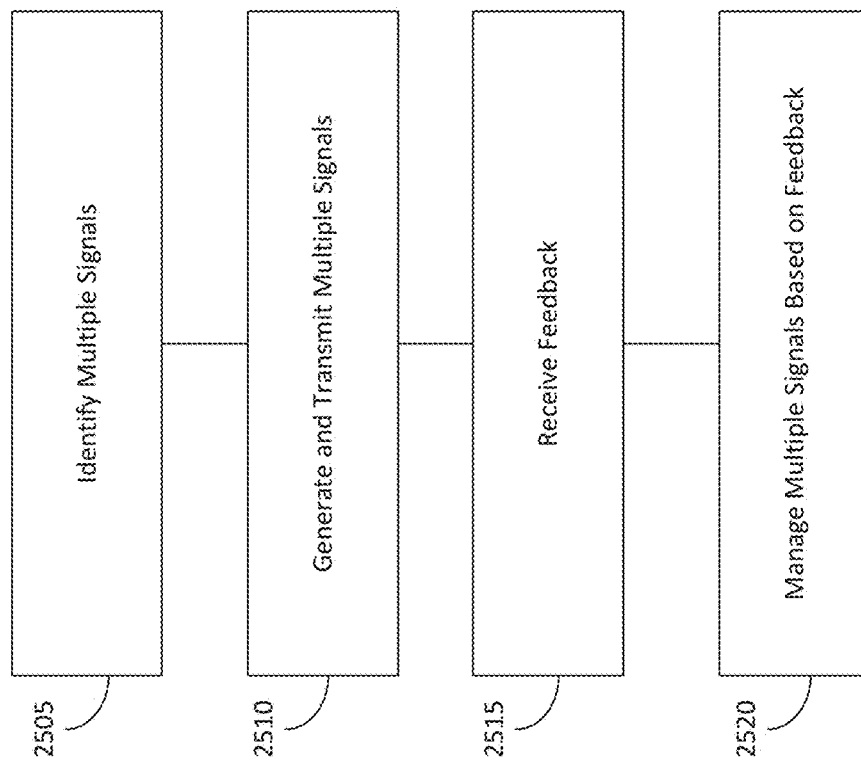 2505
Identify Multiple Signals
2510
Generate and Transmit Multiple Signals
2515
Receive Feedback
2520
Manage Multiple Signals Based on Feedback